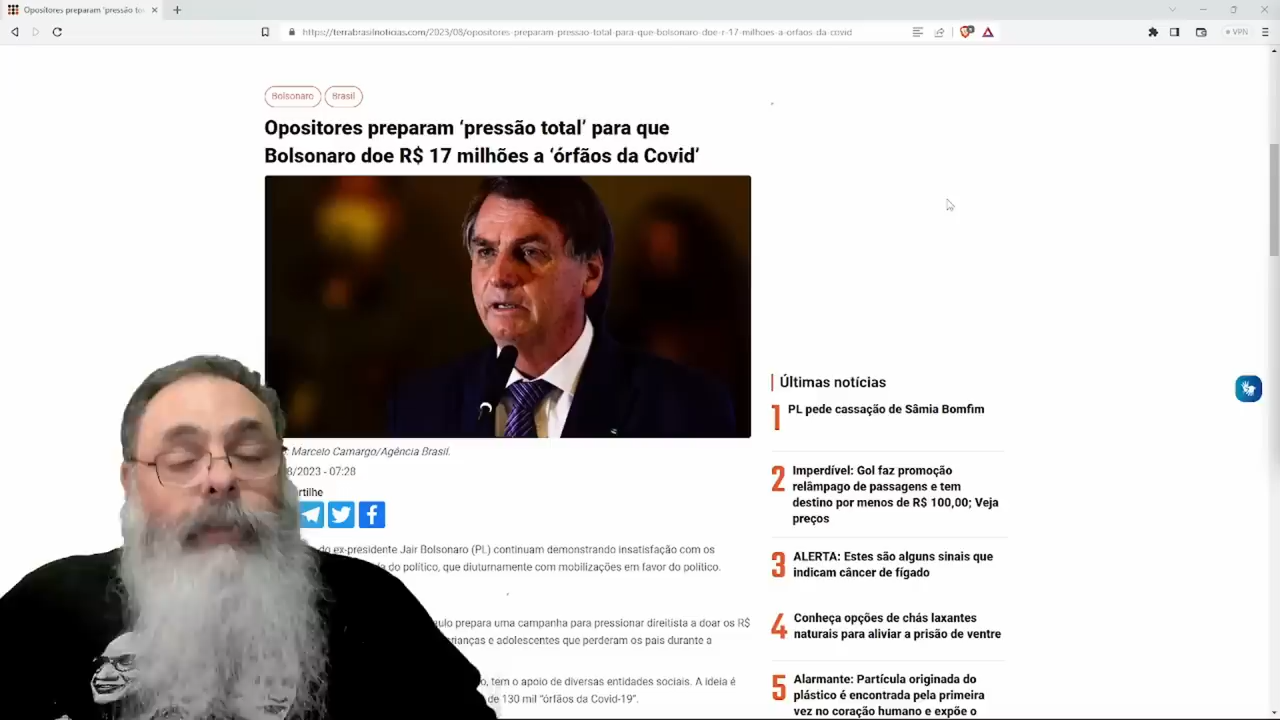 Opositores preparam 'pressão to
https://terrabrasilnoticias.com/2023/08/opositores-preparam-pressao-total-para-que-bolsonaro-doe-r-17-milhoes-a-orfaos-da-covid
VPN
Bolsonaro
Brasil
Opositores preparam ‘pressão total’ para que
Bolsonaro doe R$ 17 milhões a ‘órfãos da Covid’
: Marcelo Camargo/Agência Brasil.
8/2023 - 07:28
rtilhe
do ex-presidente Jair Bolsonaro (PL) continuam demonstrando insatisfação com os
do político, que diuturnamente com mobilizações em favor do político.
aulo prepara uma campanha para pressionar direitista a doar os R$
crianças e adolescentes que perderam os pais durante a
o, tem o apoio de diversas entidades sociais. A ideia é
de 130 mil “órfãos da Covid-19”.
Últimas notícias
1 PL pede cassação de Sâmia Bomfim
2 Imperdível: Gol faz promoção
relâmpago de passagens e tem
destino por menos de R$ 100,00; Veja
preços
3 ALERTA: Estes são alguns sinais que
indicam câncer de fígado
4 Conheça opções de chás laxantes
naturais para aliviar a prisão de ventre
5 Alarmante: Partícula originada do
plástico é encontrada pela primeira
vez no coração humano e expõe o